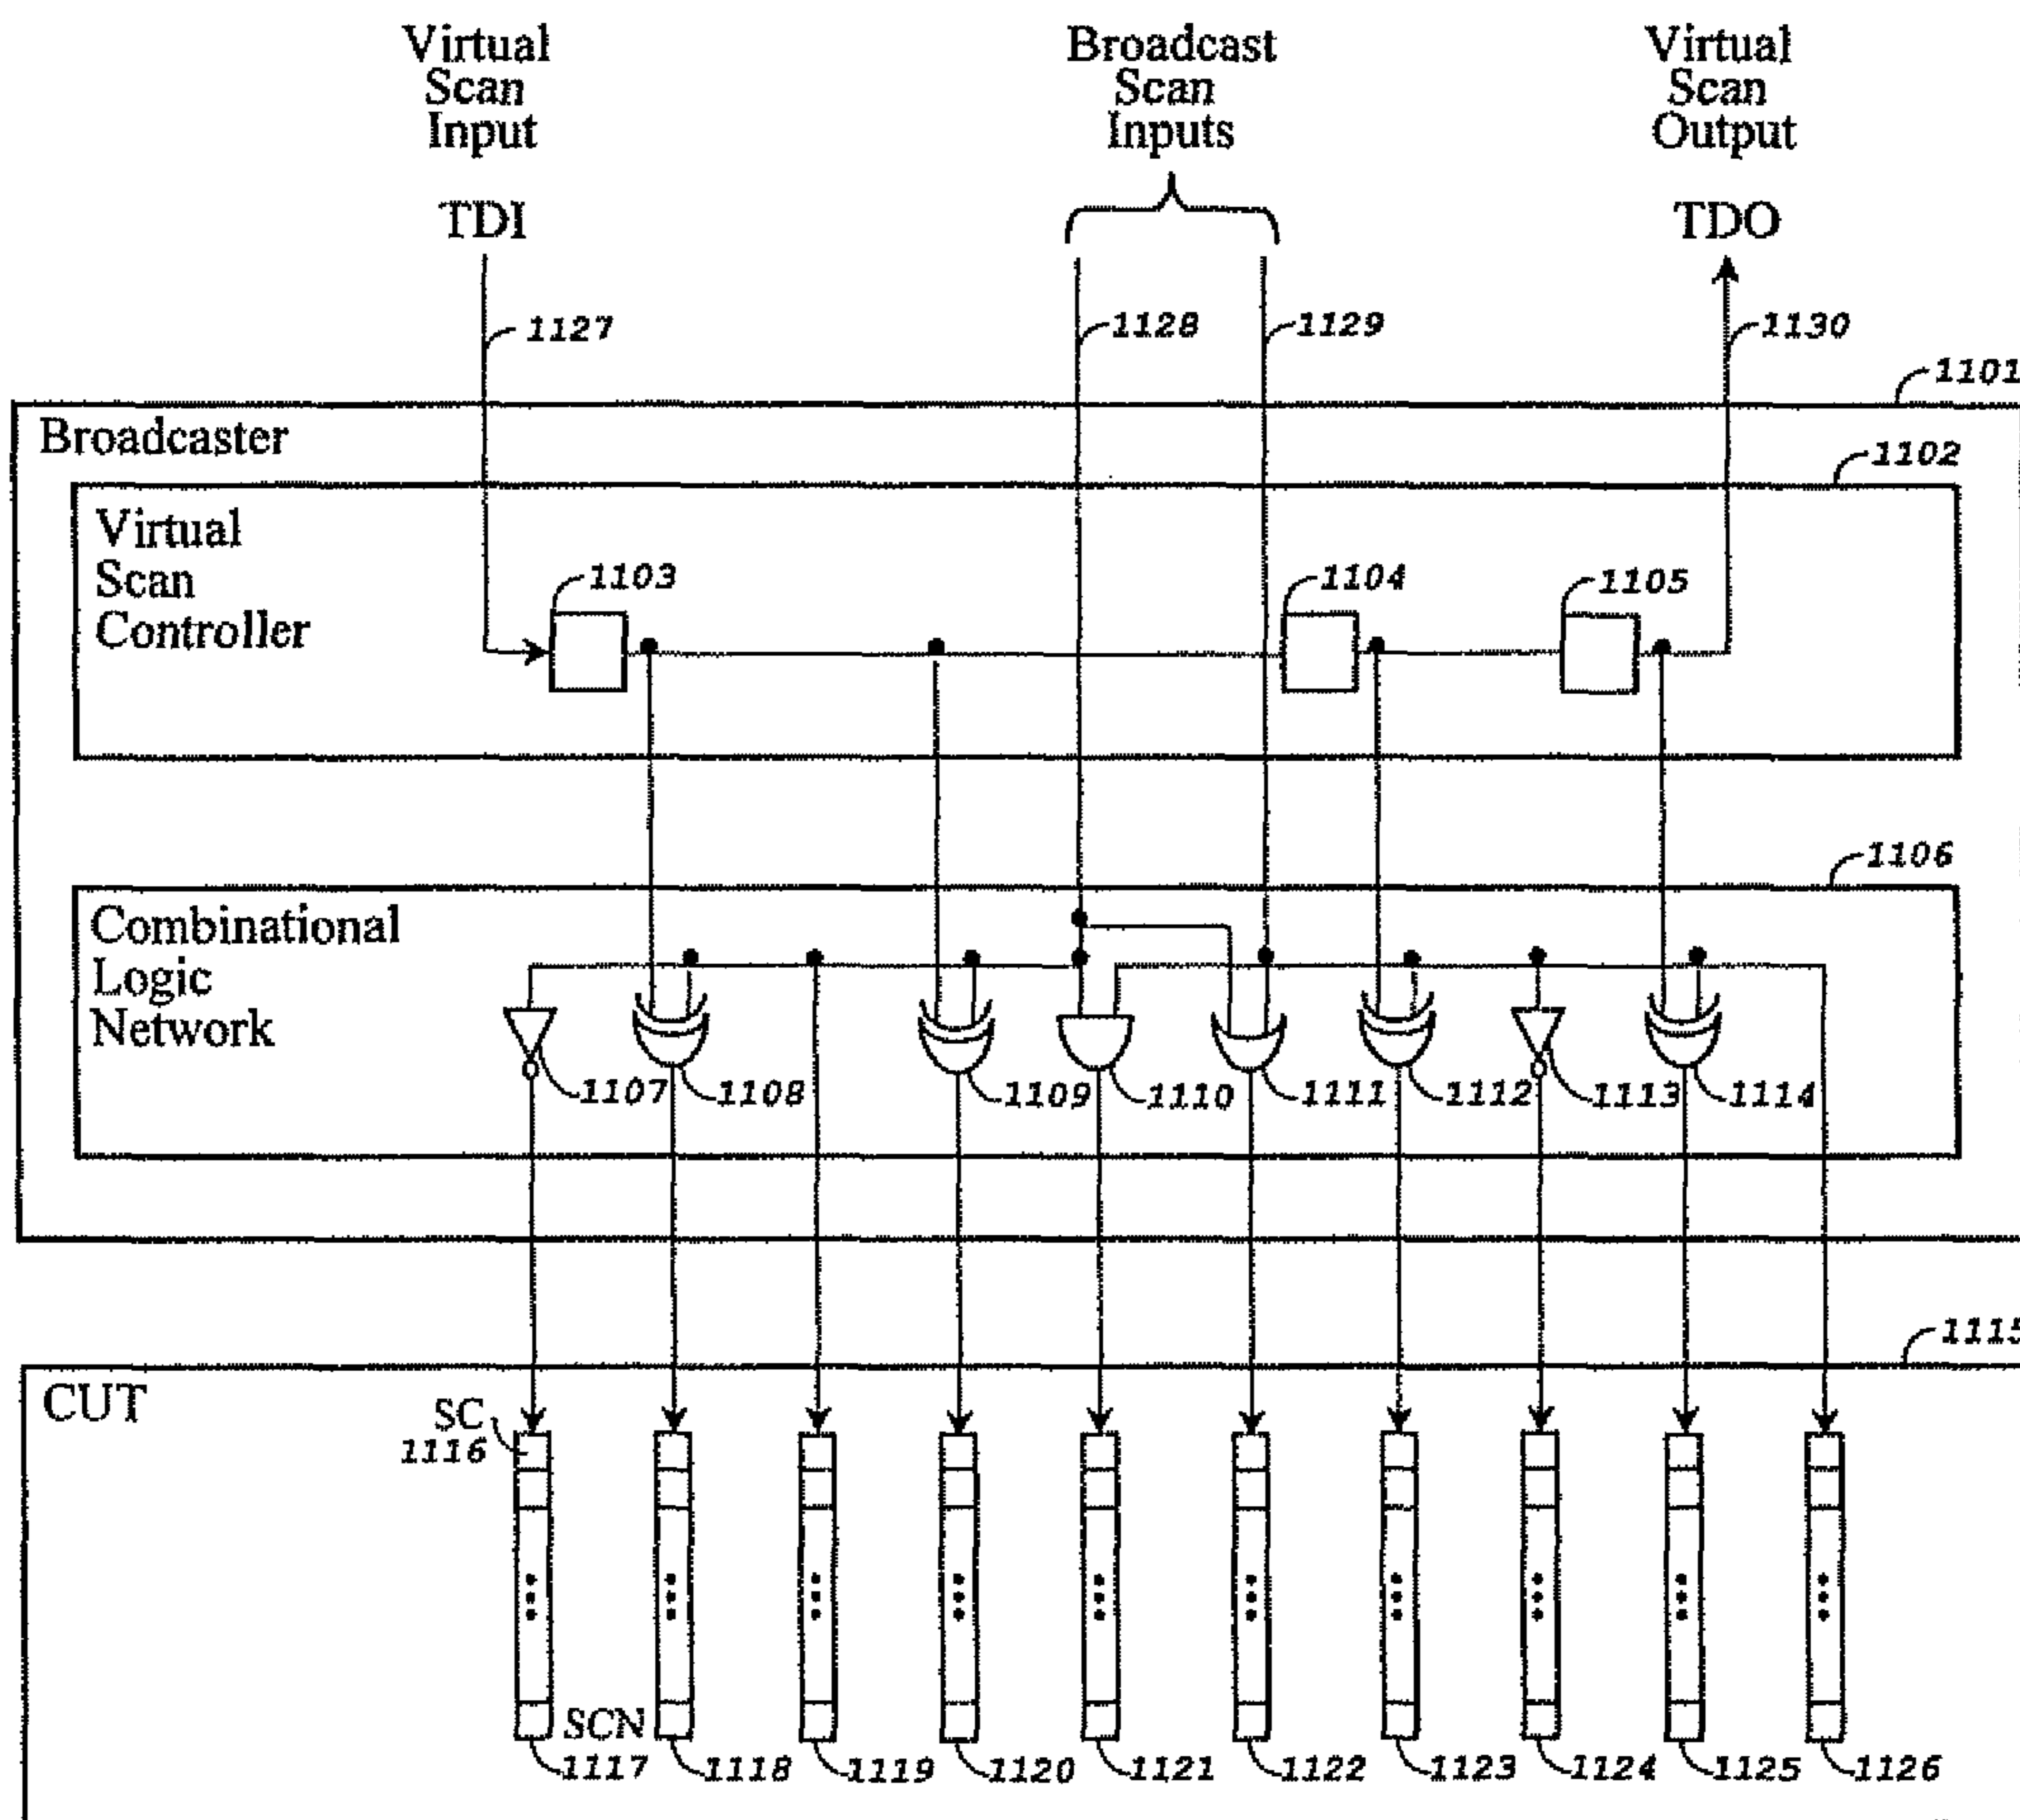 Virtual
Scan
Input
Broadcast
Scan
Inputs
Virtual
Scan
Output
TDI
TDO
1127
1128
1129
1130
1101
Broadcaster
1102
Virtual
Scan
Controller
1103
1104
1105
1106
Combinational
Logic
Network
1107
1108
1109
1110
1111
1112
1113
1114
1115
CUT
SC
1116
SCN
1117
1118
1119
1120
1121
1122
1123
1124
1125
1126